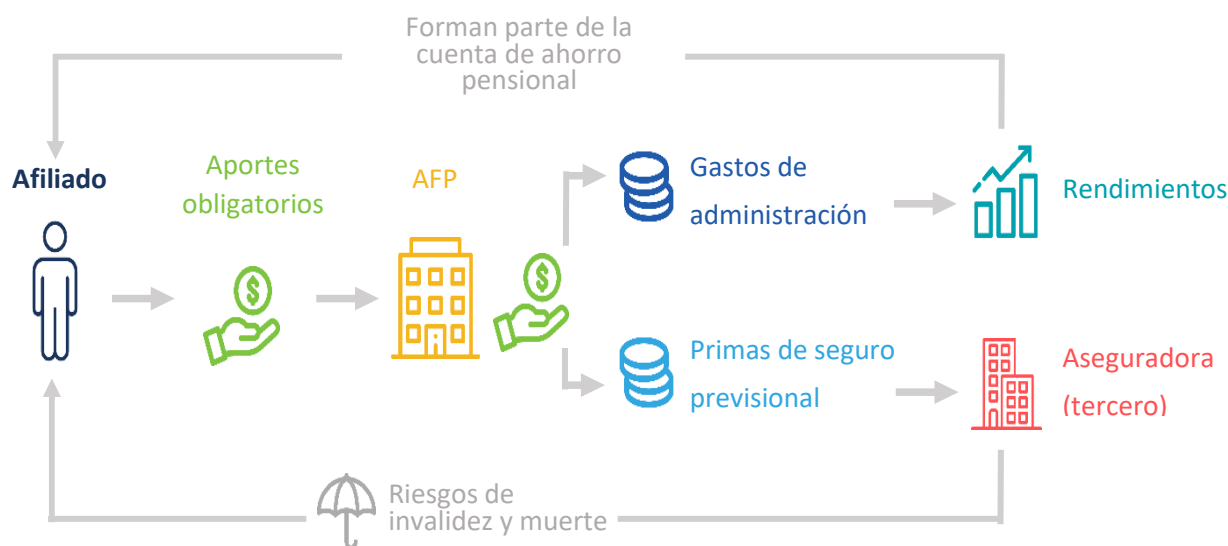 Forman parte de la
cuenta de ahorro
pensional
Afiliado
Aportes
obligatorios
AFP
Gastos de
administración
Rendimientos
$
$
Primas de seguro
previsional
Aseguradora
(tercero)
Riesgos de
invalidez y muerte